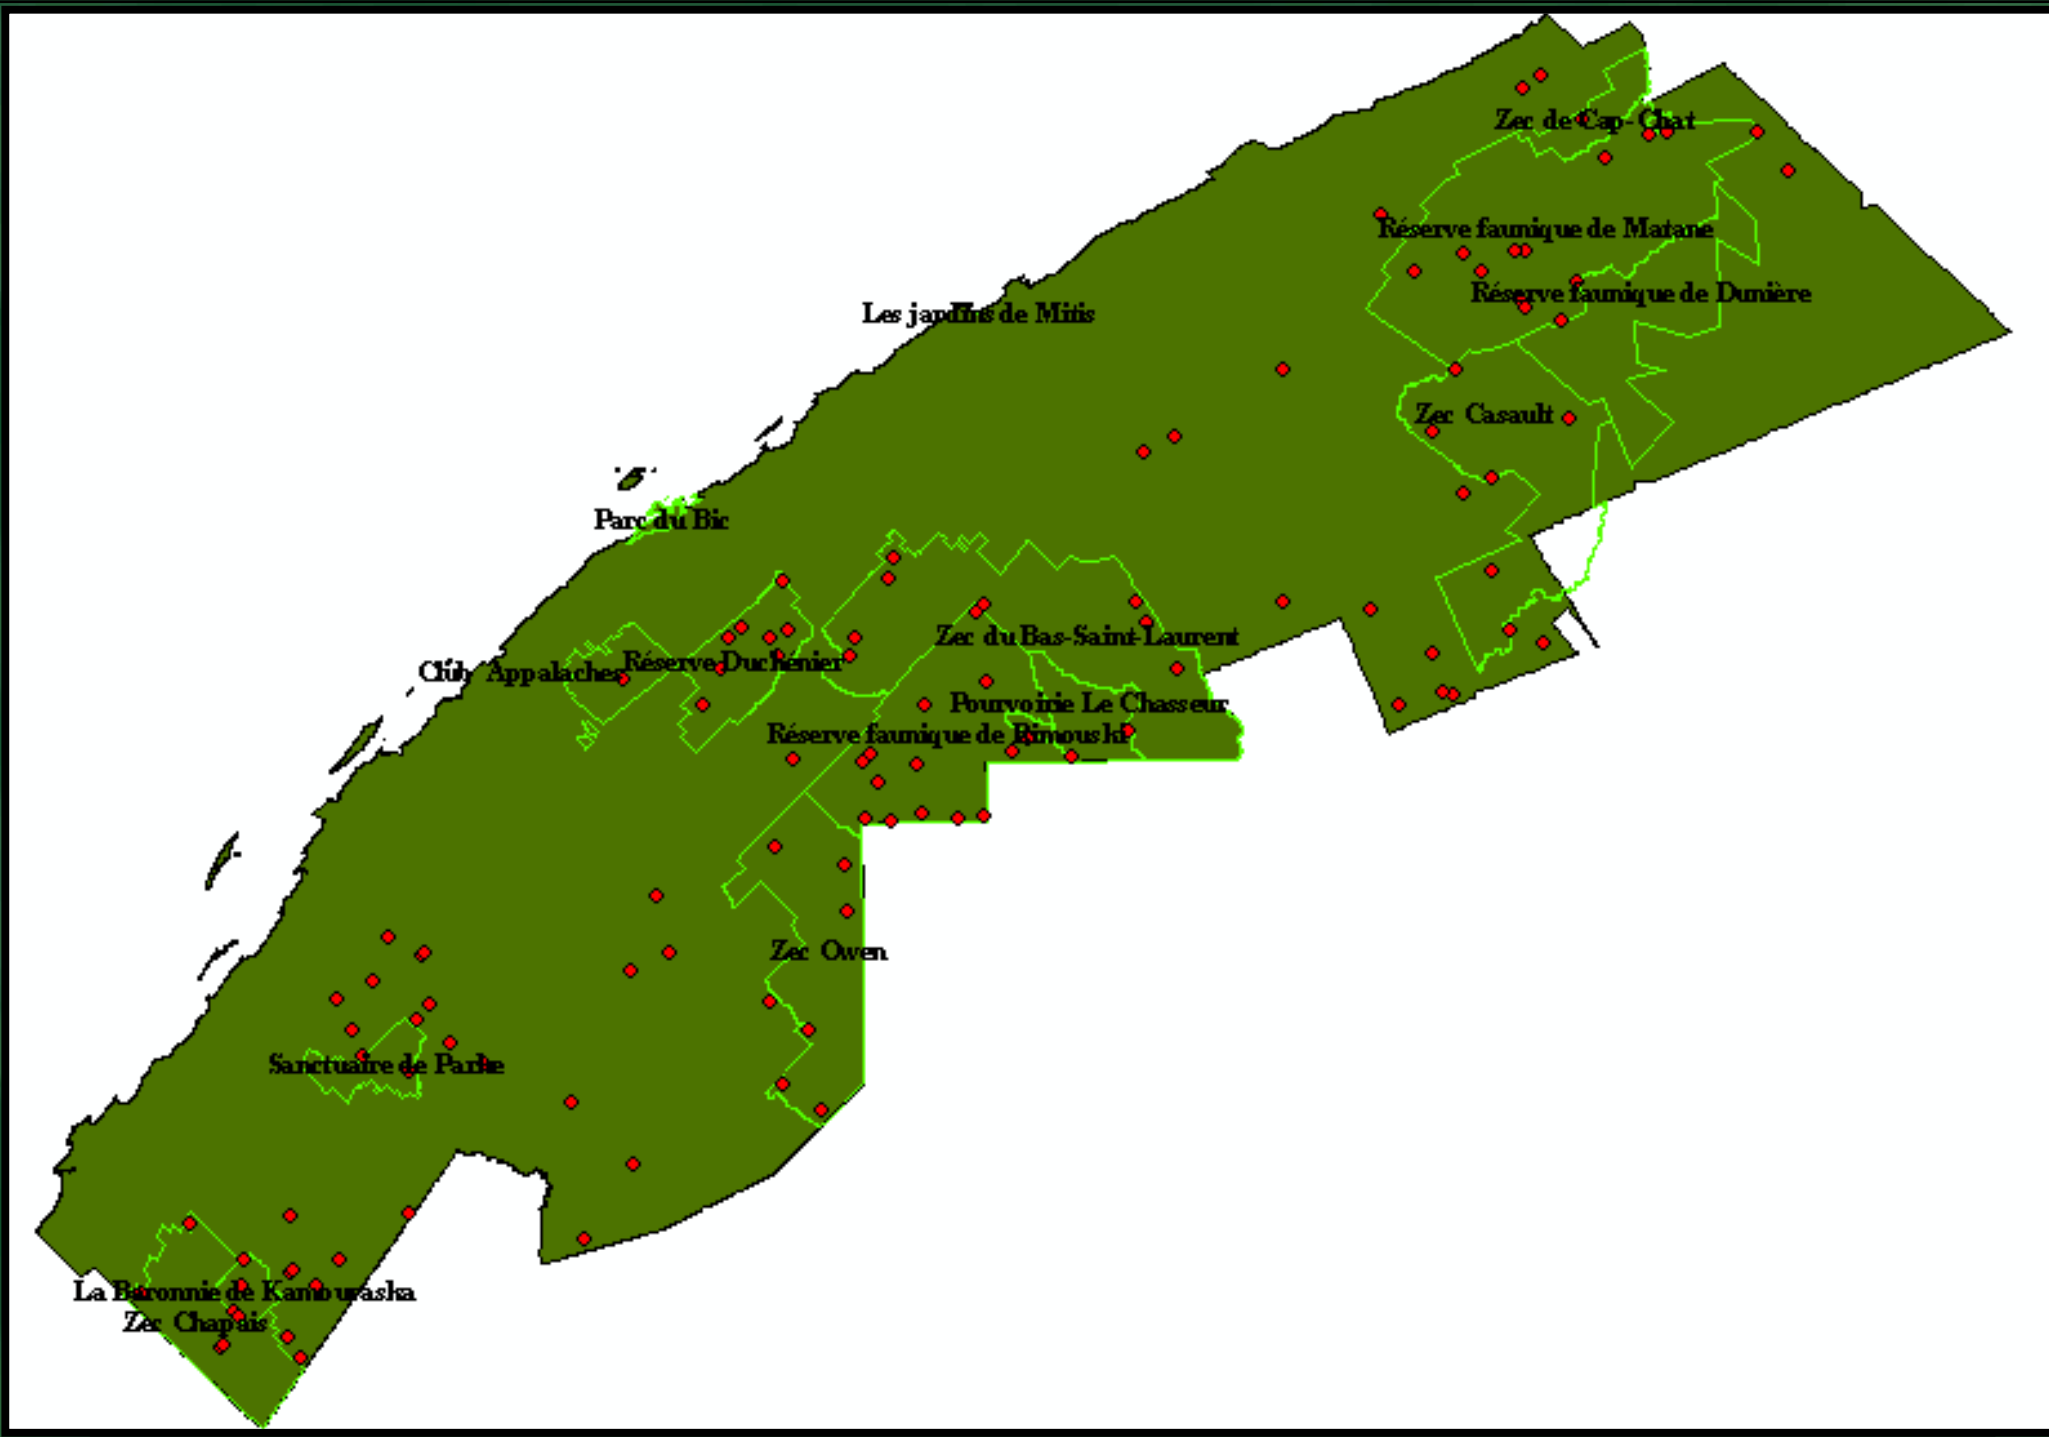 Zec de Cap-Chat
Réserve faunique de Matane
Réserve faunique de Dunière
Les jardins de Mitis
Zec Casault
Parc du Bic
Zec du Bas-Saint-Laurent
Réserve Duchénier
Club Appalaches
Pourvoirie Le Chasseur
Réserve faunique de Rimouski
Zec Owen
Sanctuaire de Parke
La Baronnie de Kamouraska
Zec Chapais